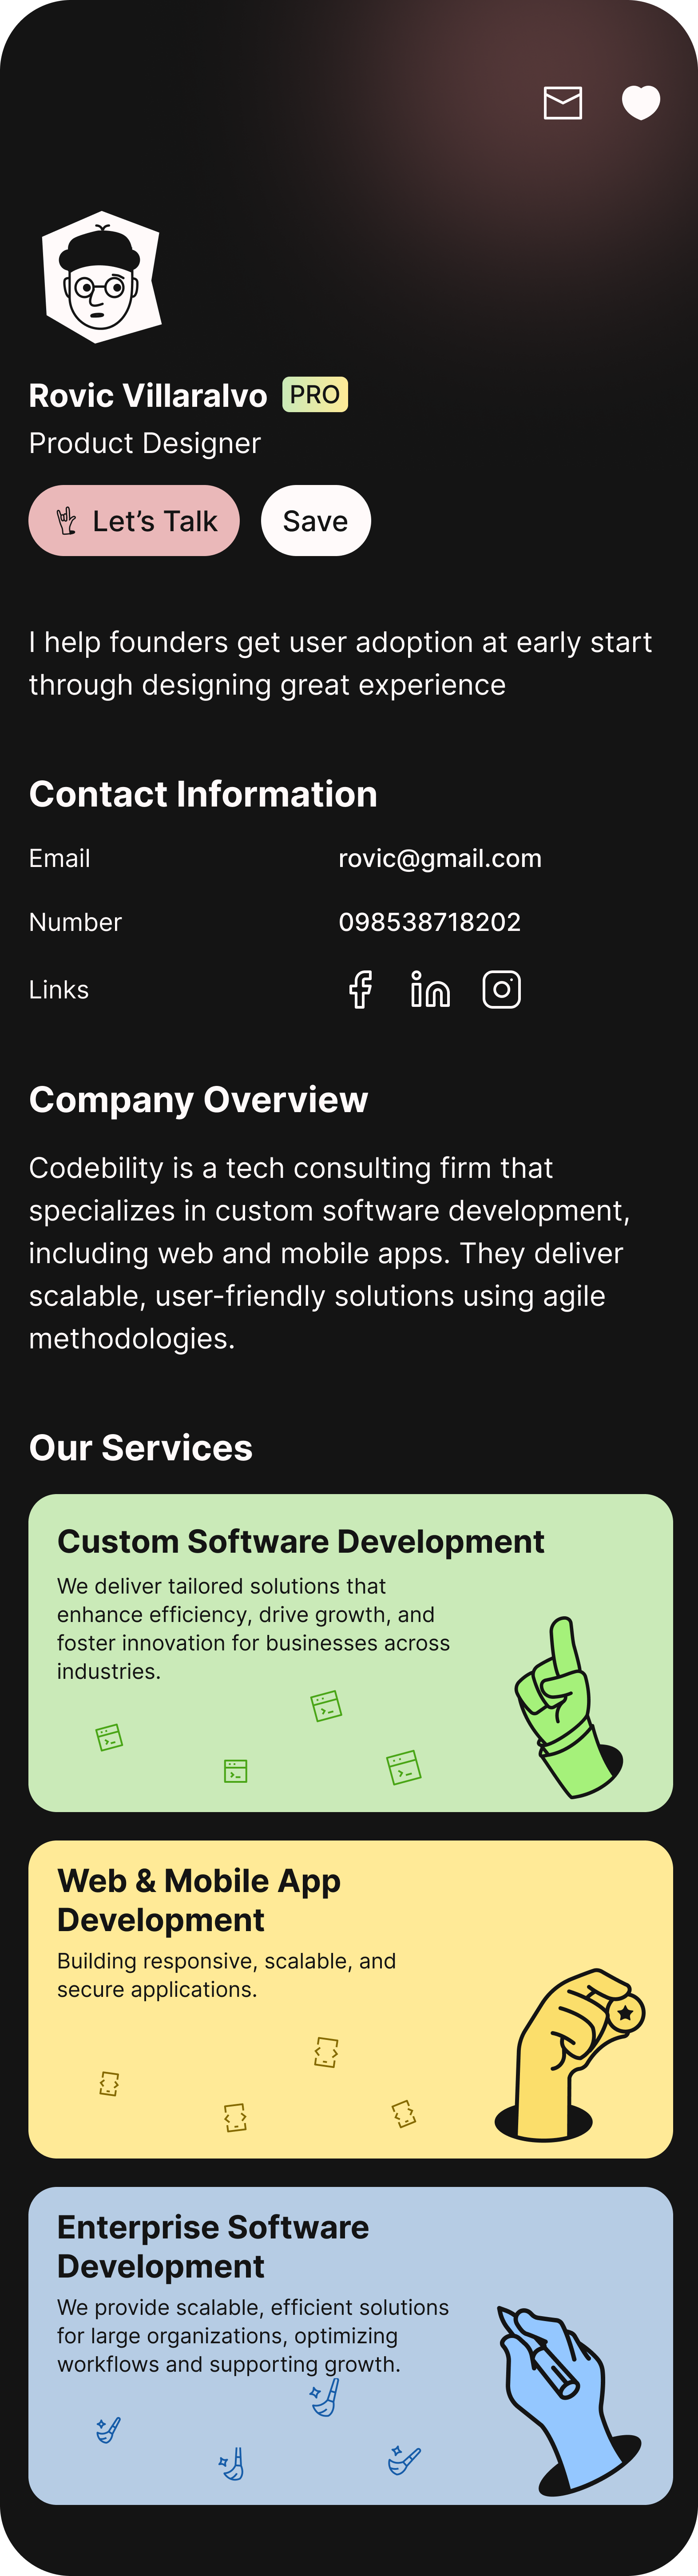 Rovic Villaralvo PRO
Product Designer
Let's Talk
Save
I help founders get user adoption at early start
through designing great experience
Contact Information
Email rovic@gmail.com
Number 098538718202
Links
Company Overview
Codebility is a tech consulting firm that
specializes in custom software development,
including web and mobile apps. They deliver
scalable, user-friendly solutions using agile
methodologies.
Our Services
Custom Software Development
We deliver tailored solutions that
enhance efficiency, drive growth, and
foster innovation for businesses across
industries.
Web & Mobile App
Development
Building responsive, scalable, and
secure applications.
Enterprise Software
Development
We provide scalable, efficient solutions
for large organizations, optimizing
workflows and supporting growth.